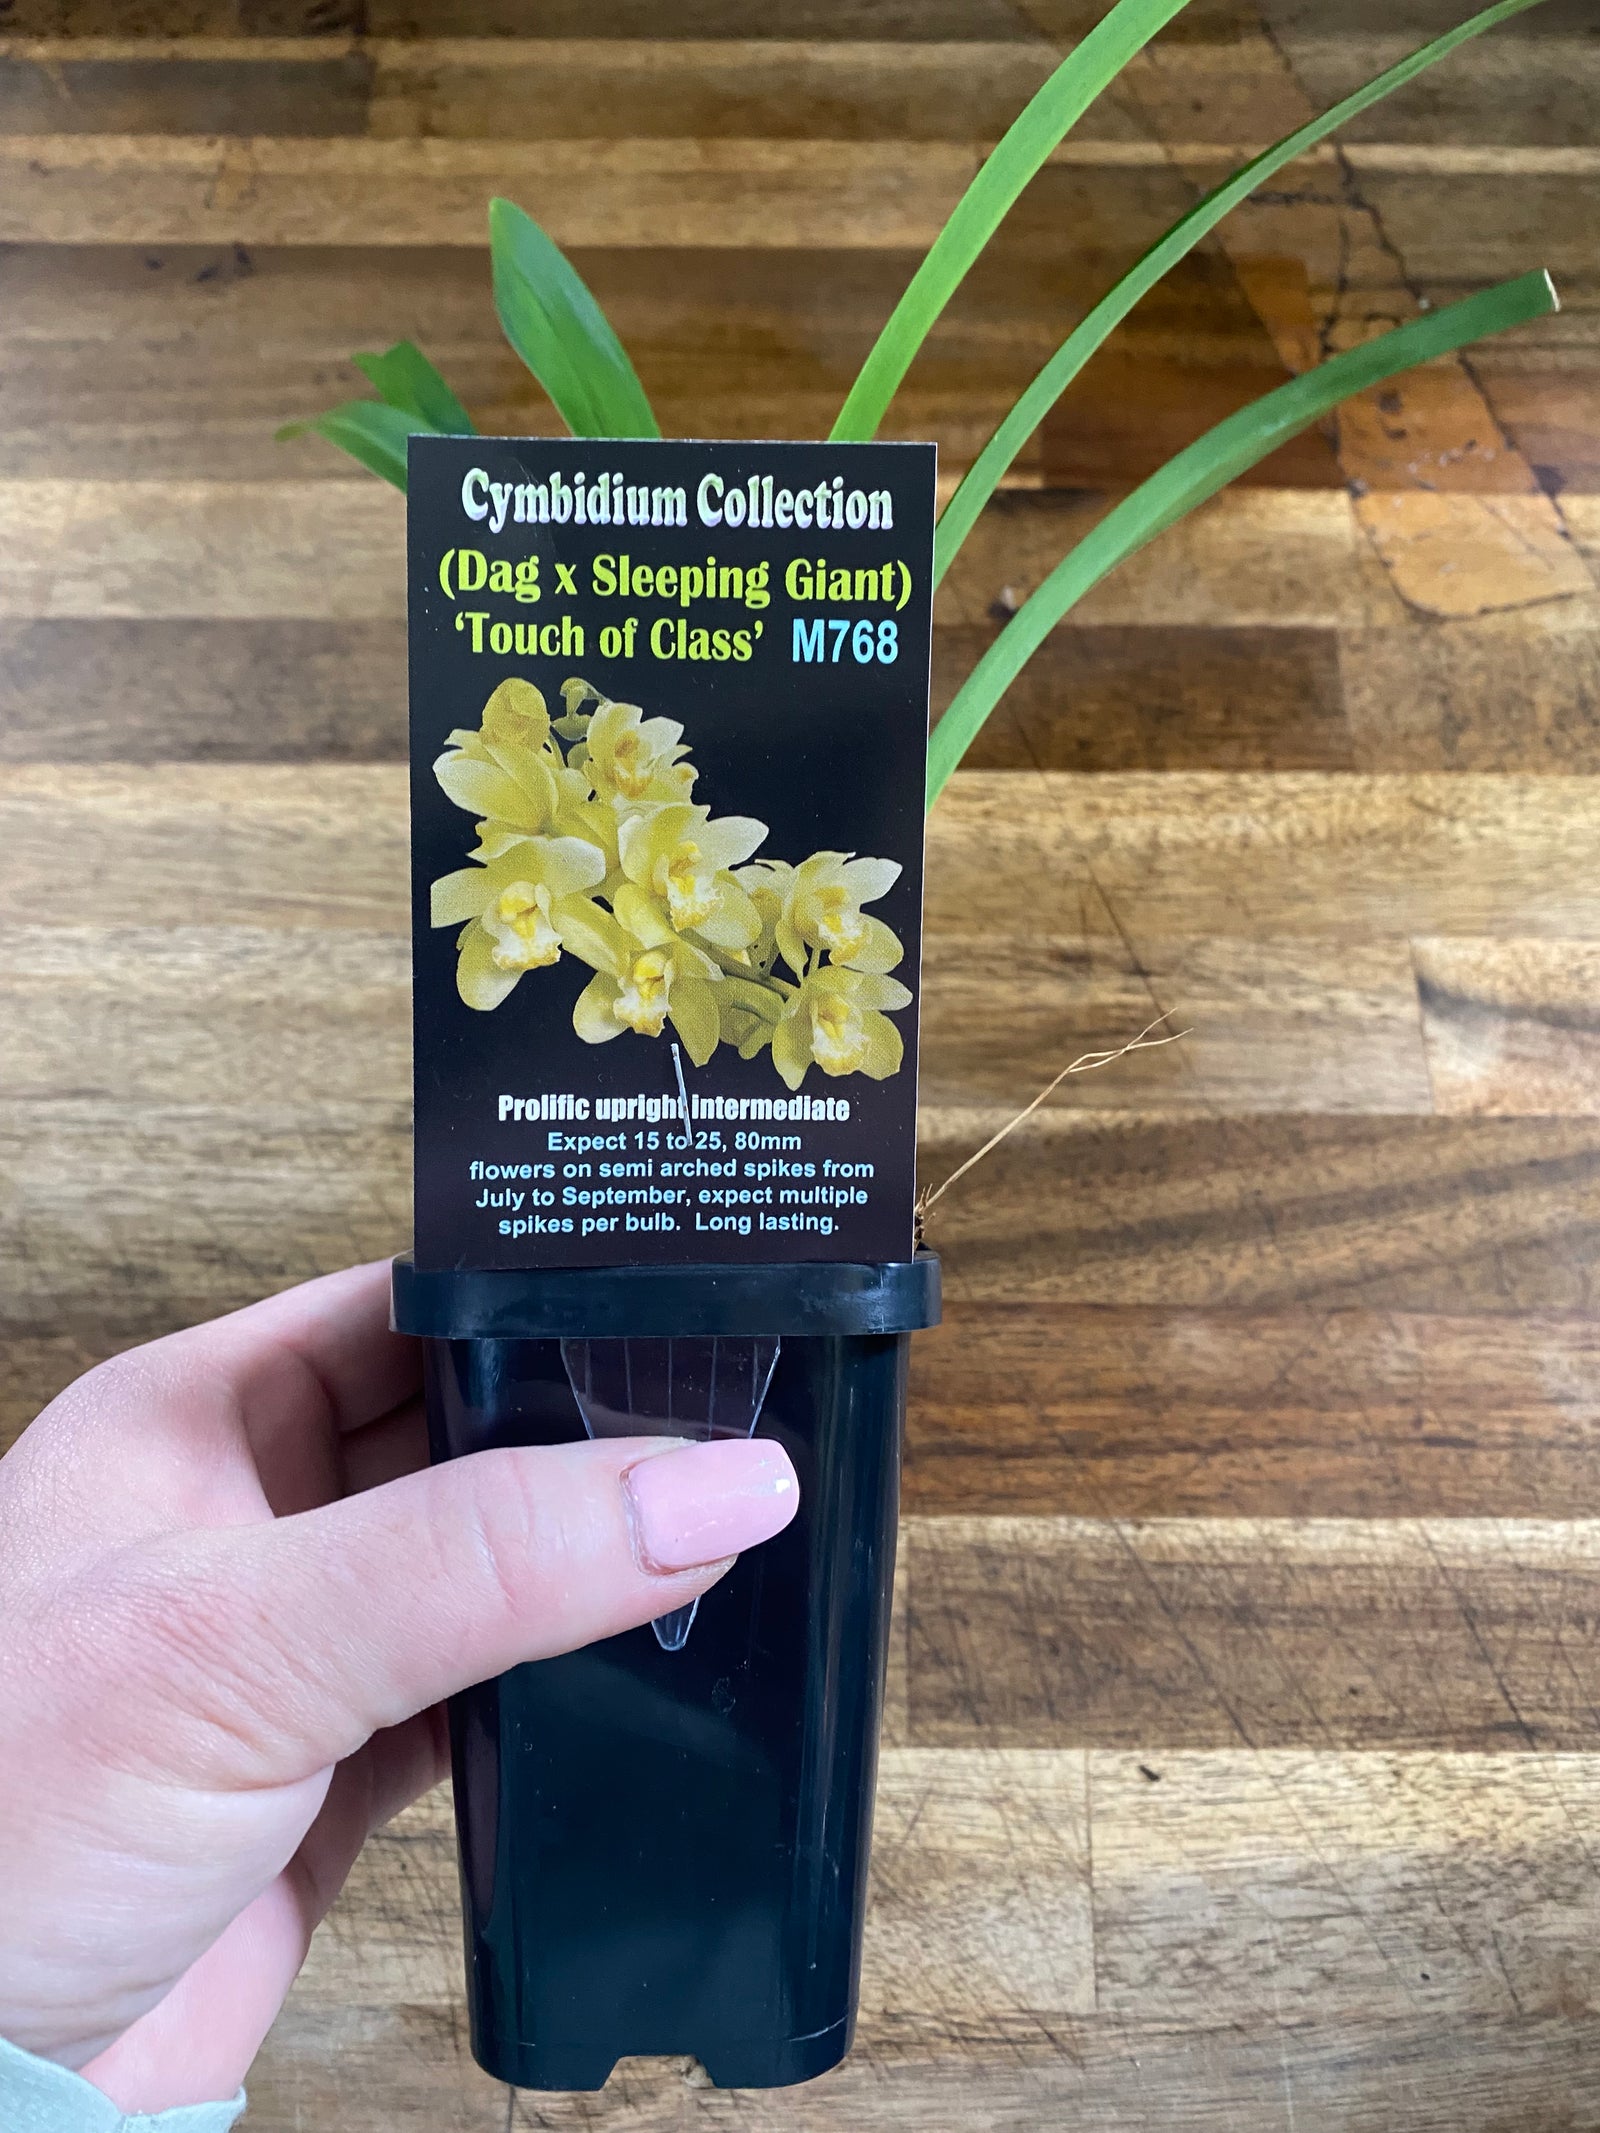 Cymbidium Collection
(Dag x Sleeping Giant)
‘Touch of Class’ M768
Prolific upright intermediate
Expect 15 to 25, 80mm
flowers on semi arched spikes from
July to September, expect multiple
spikes per bulb. Long lasting.